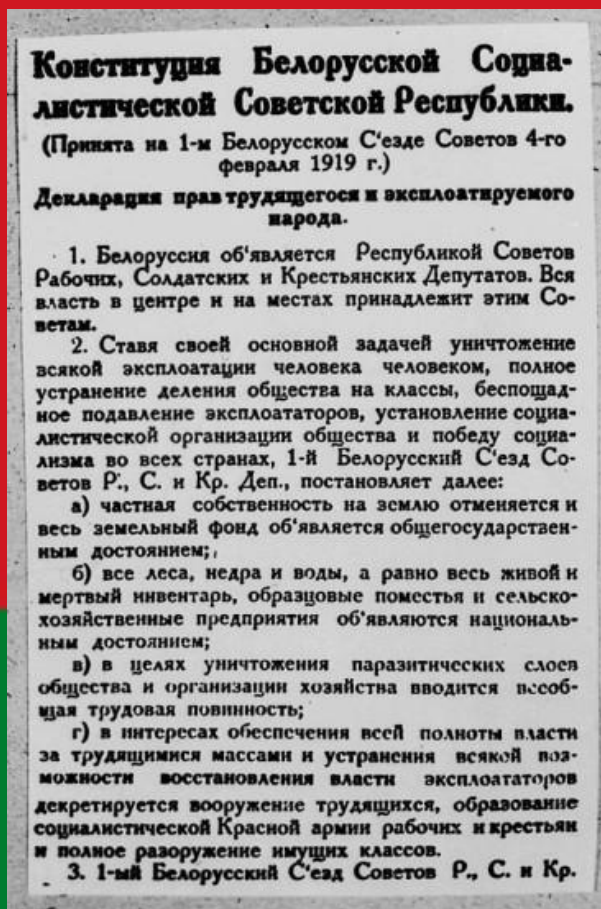 Конституция Белорусской Социа-
листической Советской Республики.
(Принята на 1-м Белорусском С'езде Советов 4-го
февраля 1919 г.)
Декларация прав трудящегося и эксплоатируемого
народа.
1. Белоруссия об'является Республикой Советов
Рабочих, Солдатских и Крестьянских Депутатов. Вся
власть в центре и на местах принадлежит этим Со-
ветам.
2. Ставя своей основной задачей уничтожение
всякой эксплоатации человека человеком, полное
устранение деления общества на классы, беспощад-
ное подавление эксплоататоров, установление социа-
листической организации общества и победу социа-
лизма во всех странах, 1-й Белорусский С'езд Со-
ветов Р., С. и Кр. Деп., постановляет далее:
а) частная собственность на землю отменяется и
весь земельный фонд об'является общегосударствен-
ным достоянием;
б) все леса, недра и воды, а равно весь живой и
мертвый инвентарь, образцовые поместья и сельско-
хозяйственные предприятия об'являются националь-
ным достоянием;
в) в целях уничтожения паразитических слоев
общества и организации хозяйства вводится всеоб-
щая трудовая повинность;
г) в интересах обеспечения всей полноты власти
за трудящимися массами и устранения всякой воз-
можности восстановления власти эксплоататоров
декретируется вооружение трудящихся, образование
социалистической Красной армии рабочих и крестьян
и полное разоружение имущих классов.
3. 1-ый Белорусский С'езд Советов Р., С. и Кр.